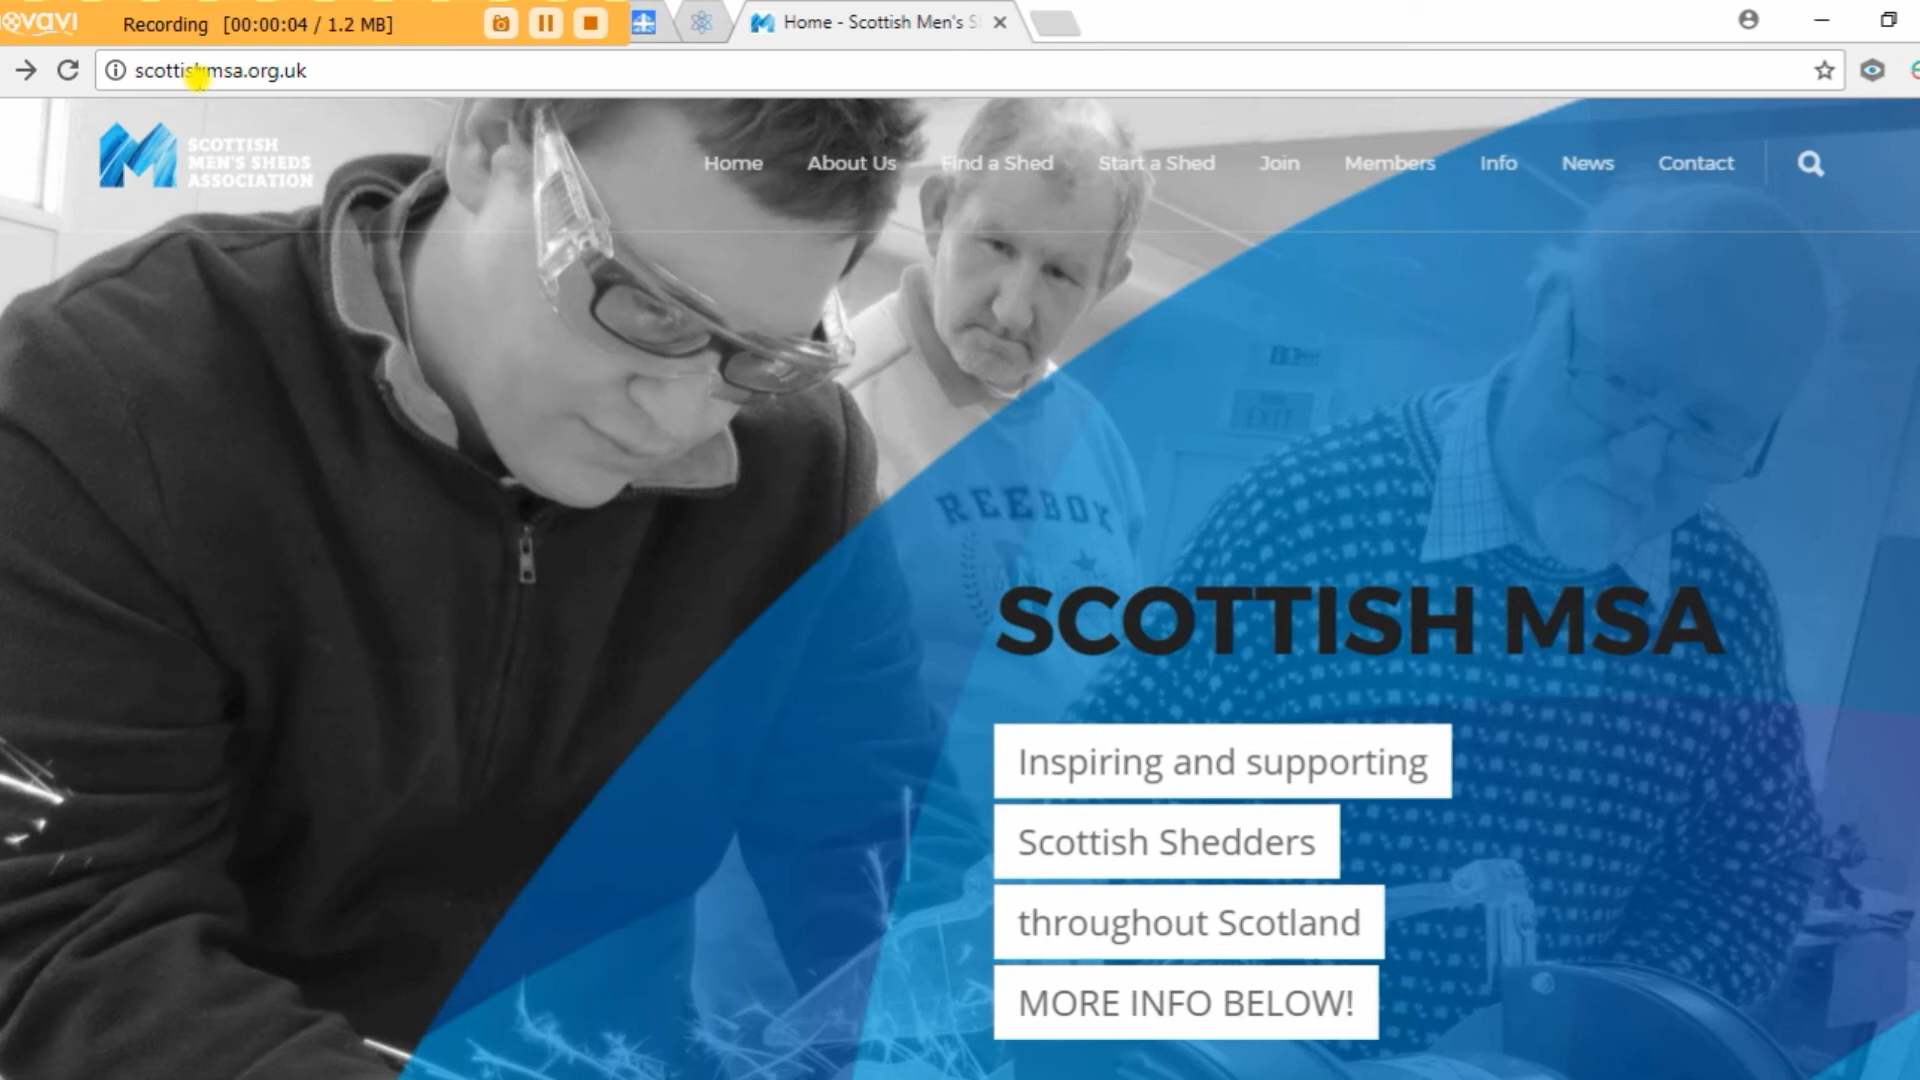 Recording [00:00:04 / 1.2 MB]
Home - Scottish Men's S
scottishmsa.org.uk
SCOTTISH
MEN'S SHEDS
ASSOCIATION
Home About Us Find a Shed Start a Shed Join Members Info News Contact
EXIT
REEBOK
SCOTTISH MSA
Inspiring and supporting
Scottish Shedders
throughout Scotland
MORE INFO BELOW!